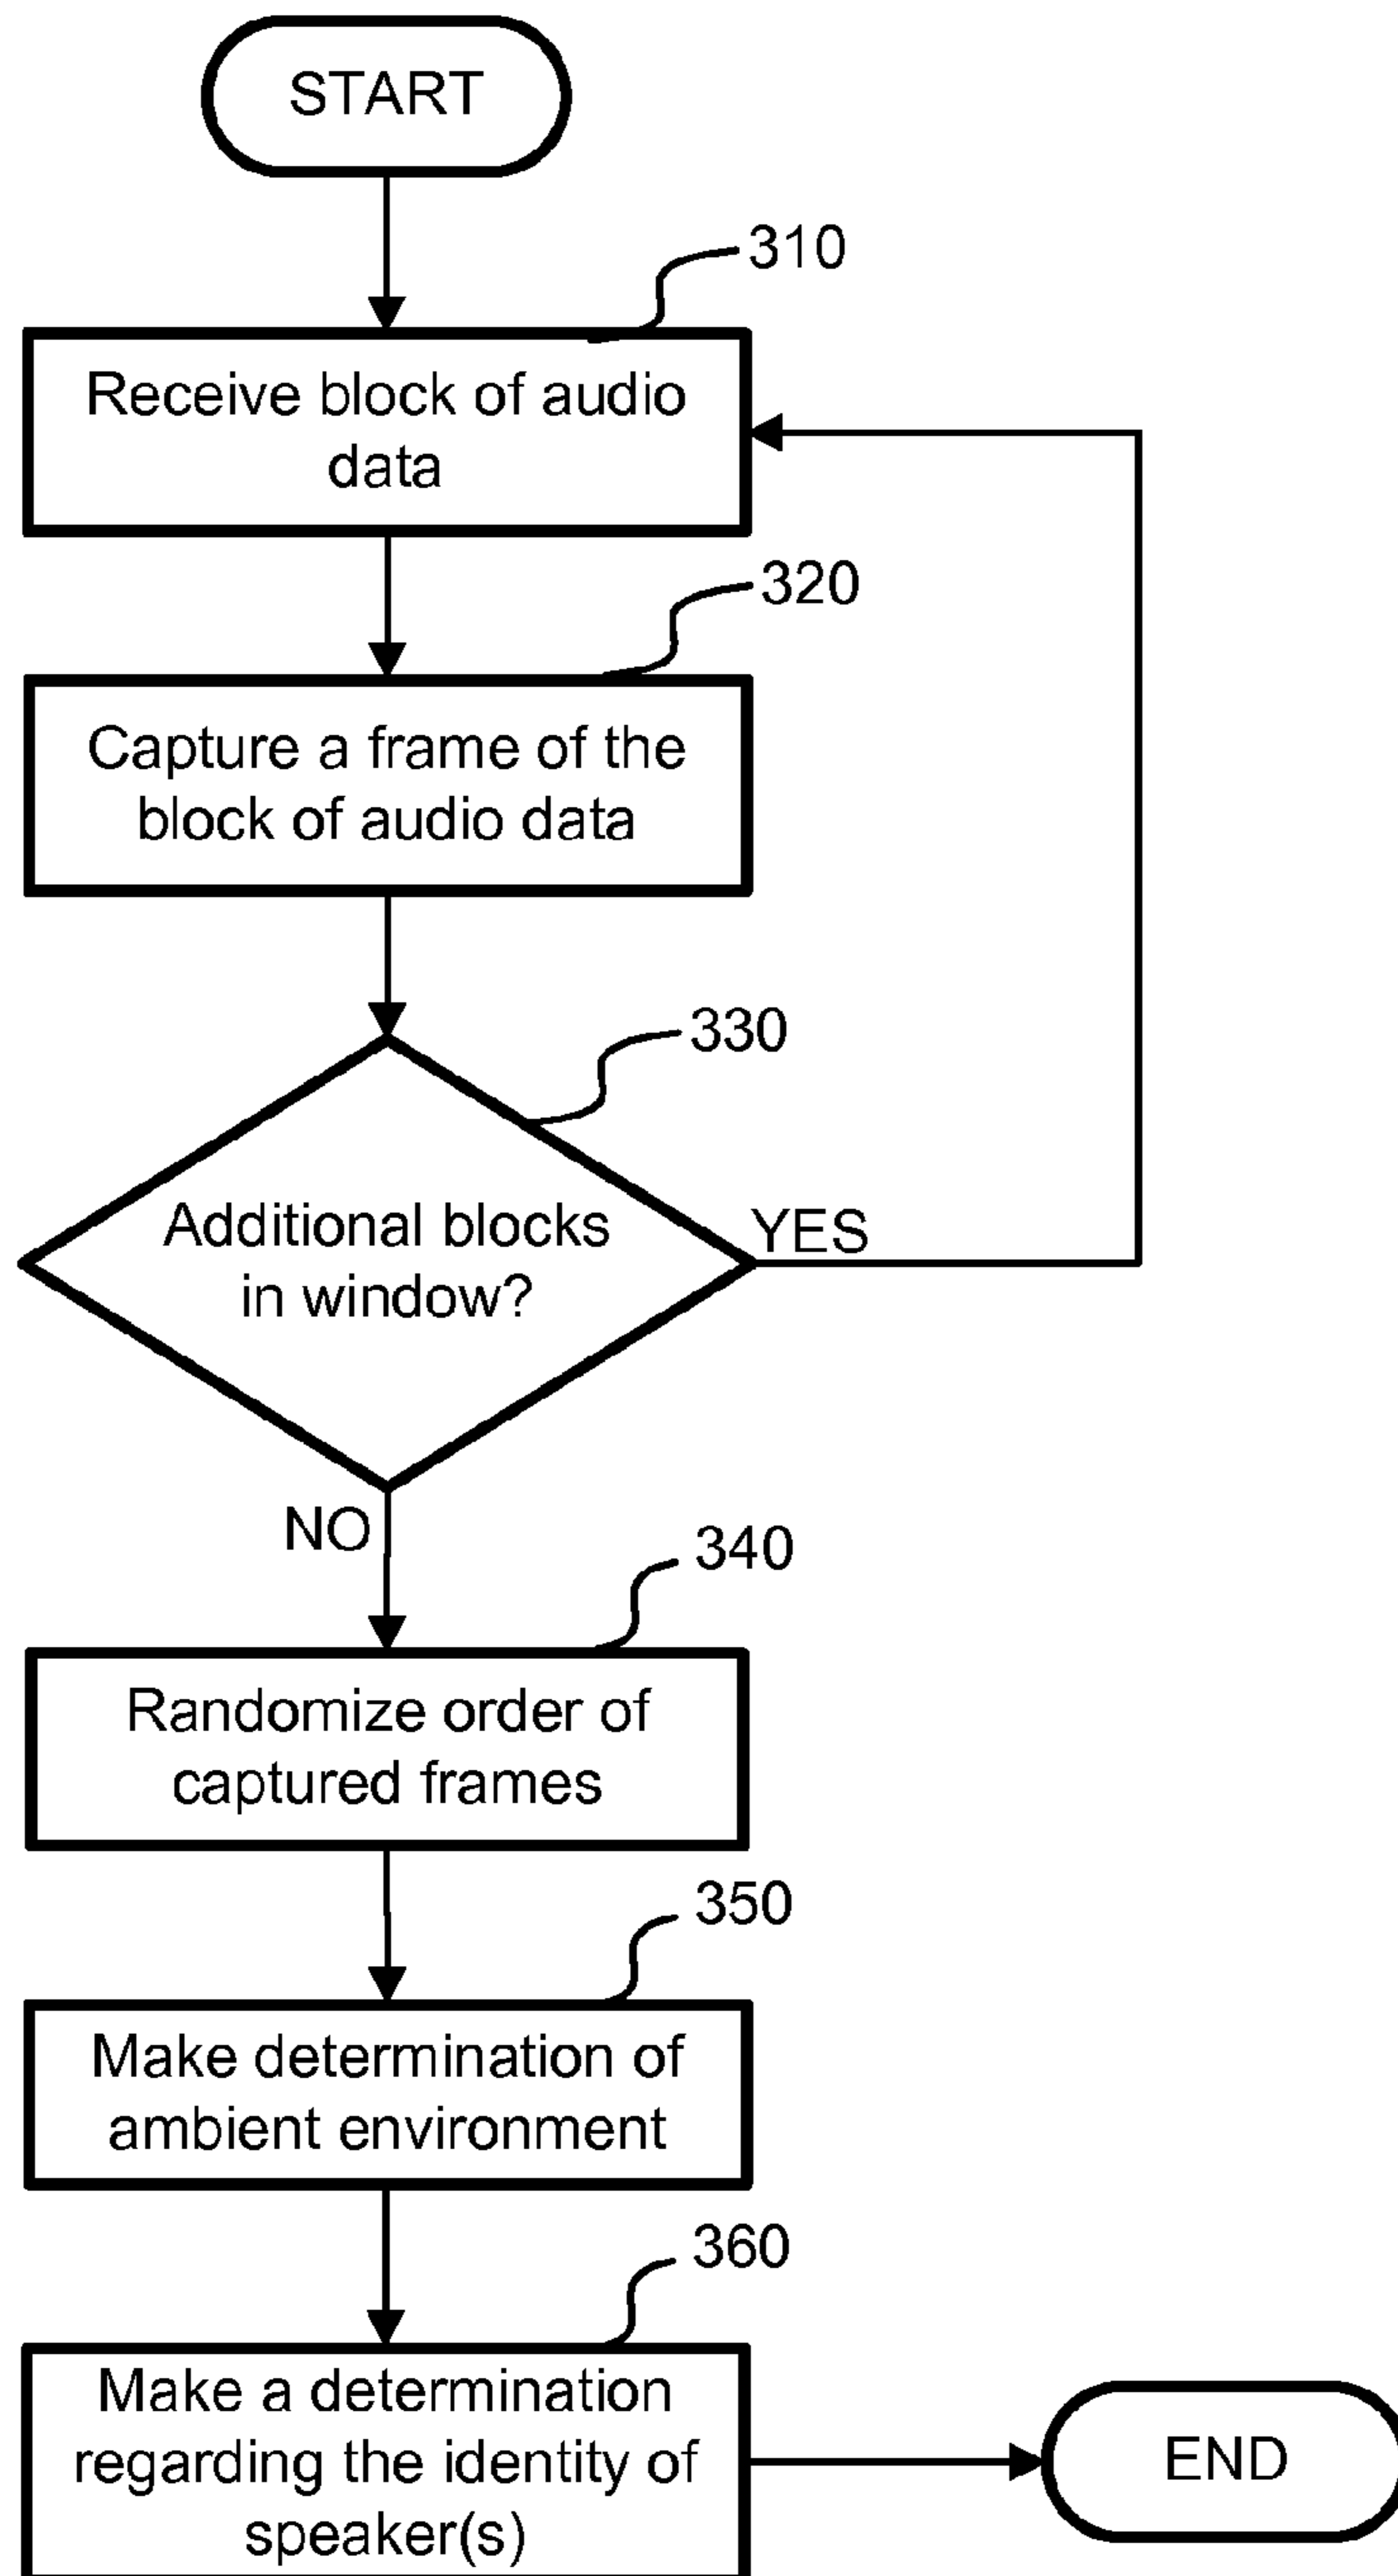 START
310
Receive block of audio
data
320
Capture a frame of the
block of audio data
330
Additional blocks
in window?
YES
NO
340
Randomize order of
captured frames
350
Make determination of
ambient environment
360
Make a determination
regarding the identity of
speaker(s)
END